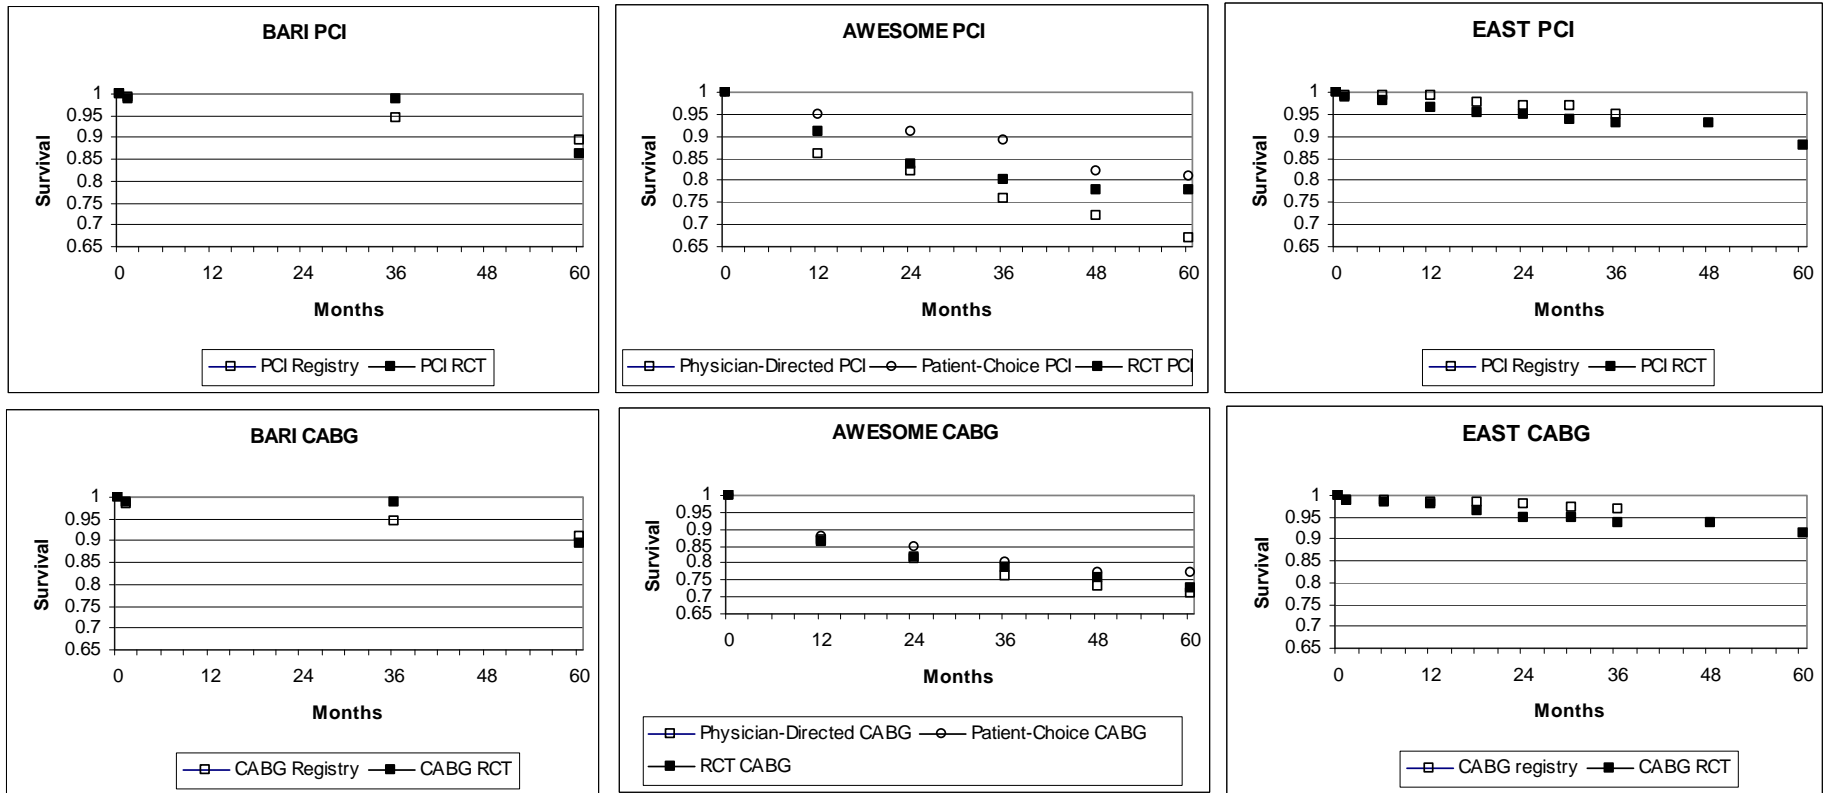 BARI PCI
Survival
1
0.95
0.9
0.85
0.8
0.75
0.7
0.65
0 12 24 36 48 60
Months
PCI Registry PCI RCT
AWESOME PCI
Survival
1
0.95
0.9
0.85
0.8
0.75
0.7
0.65
0 12 24 36 48 60
Months
Physician-Directed PCI Patient-Choice PCI RCT PCI
EAST PCI
Survival
1
0.95
0.9
0.85
0.8
0.75
0.7
0.65
0 12 24 36 48 60
Months
PCI Registry PCI RCT
BARI CABG
Survival
1
0.95
0.9
0.85
0.8
0.75
0.7
0.65
0 12 24 36 48 60
Months
CABG Registry CABG RCT
AWESOME CABG
Survival
1
0.95
0.9
0.85
0.8
0.75
0.7
0.65
0 12 24 36 48 60
Months
Physician-Directed CABG Patient-Choice CABG
RCT CABG
EAST CABG
Survival
1
0.95
0.9
0.85
0.8
0.75
0.7
0.65
0 12 24 36 48 60
Months
CABG registry CABG RCT